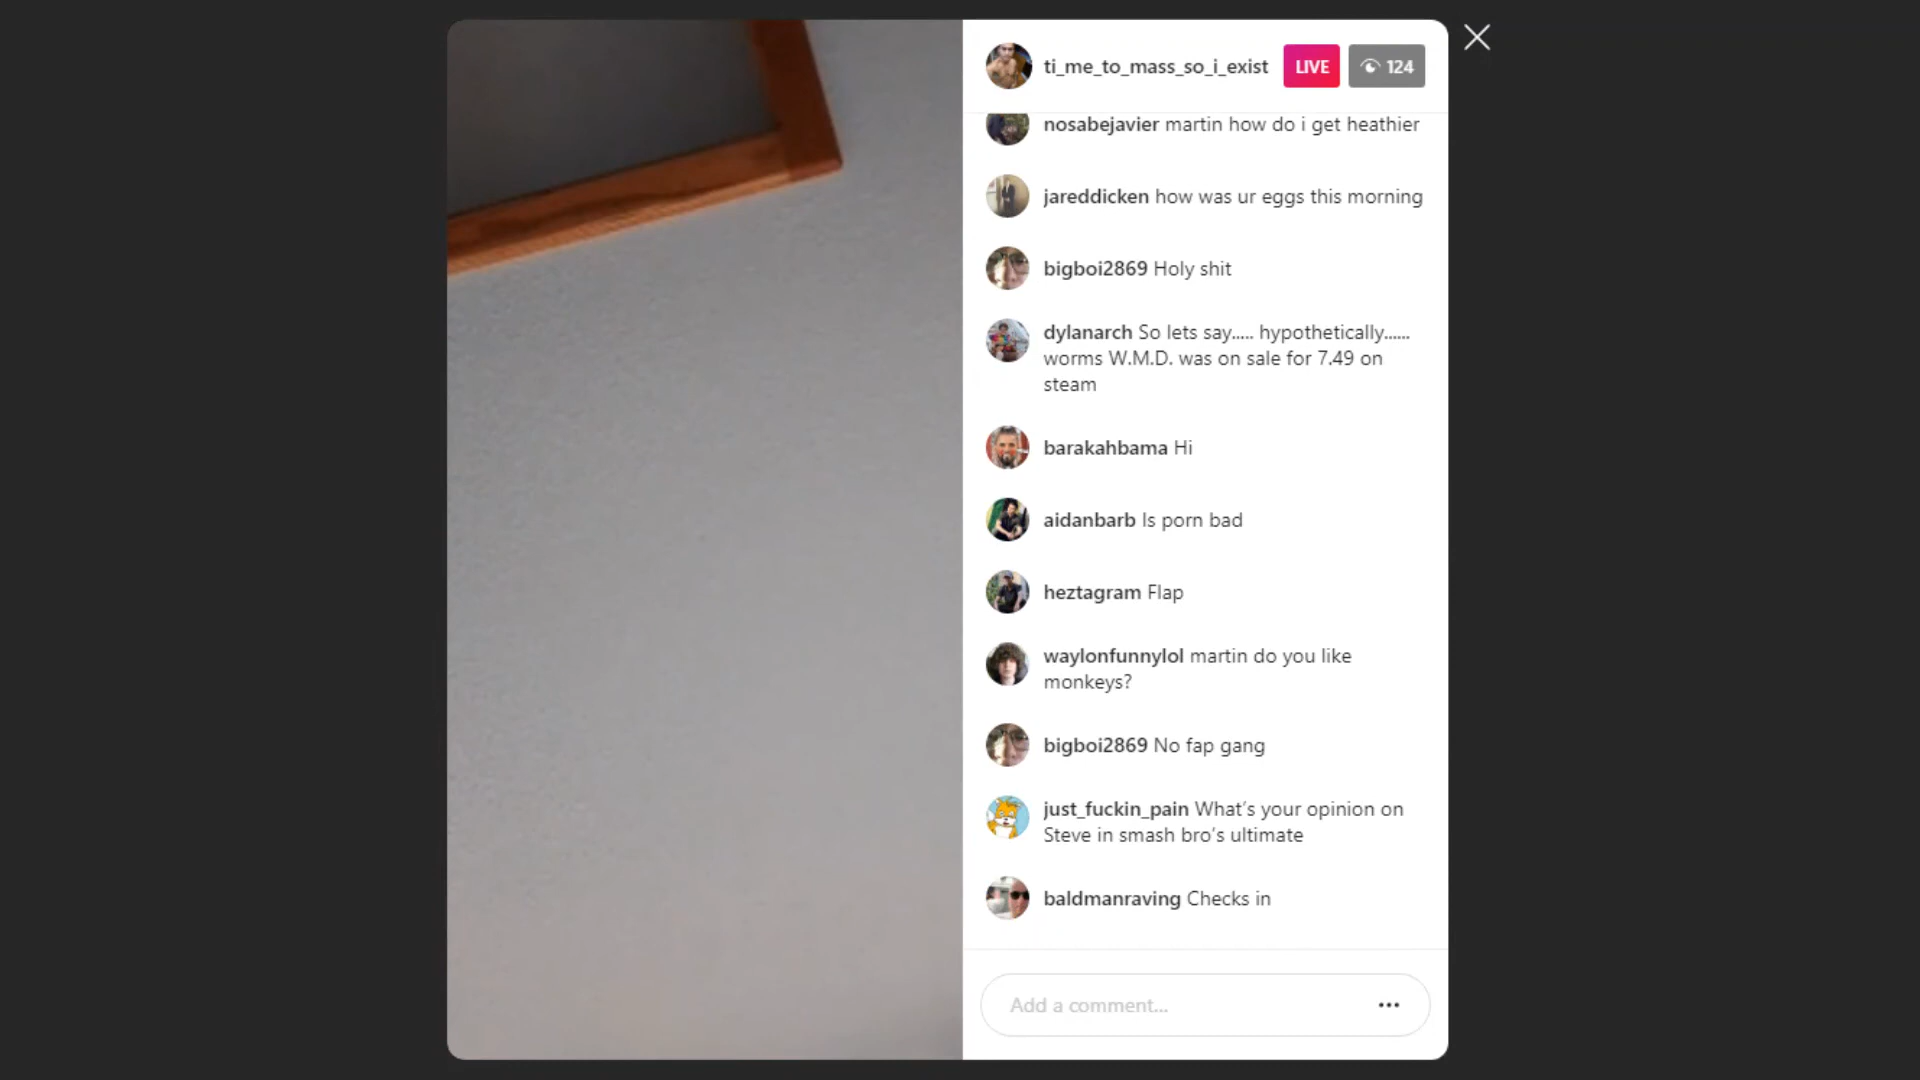 ti_me_to_mass_so_i_exist LIVE 124
nosabejavier martin how do i get heathier
jareddicken how was ur eggs this morning
bigboi2869 Holy shit
dylanarch So lets say..... hypothetically......
worms W.M.D. was on sale for 7.49 on
steam
barakahbama Hi
aidanbarb Is porn bad
heztagram Flap
waylonfunnylol martin do you like
monkeys?
bigboi2869 No fap gang
just_fuckin_pain What's your opinion on
Steve in smash bro's ultimate
baldmanraving Checks in
Add a comment...